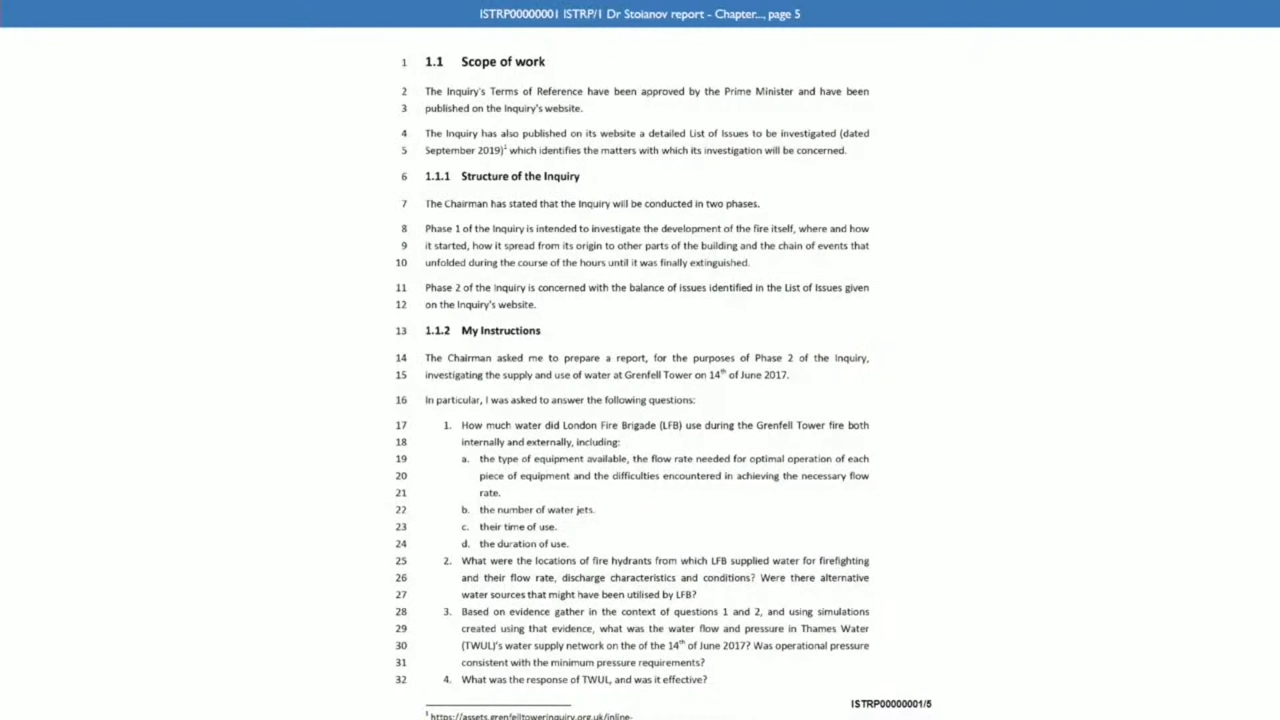 ISTRP00000001 ISTRP/1 Dr Stoianov report - Chapter..., page 5
1 1.1 Scope of work
2 The Inquiry's Terms of Reference have been approved by the Prime Minister and have been
3 published on the Inquiry's website.
4 The Inquiry has also published on its website a detailed List of Issues to be investigated (dated
5 September 2019)1 which identifies the matters with which its investigation will be concerned.
6 1.1.1 Structure of the Inquiry
7 The Chairman has stated that the Inquiry will be conducted in two phases.
8 Phase 1 of the Inquiry is intended to investigate the development of the fire itself, where and how
9 it started, how it spread from its origin to other parts of the building and the chain of events that
10 unfolded during the course of the hours until it was finally extinguished.
11 Phase 2 of the Inquiry is concerned with the balance of issues identified in the List of Issues given
12 on the Inquiry's website.
13 1.1.2 My Instructions
14 The Chairman asked me to prepare a report, for the purposes of Phase 2 of the Inquiry,
15 investigating the supply and use of water at Grenfell Tower on 14th of June 2017.
16 In particular, I was asked to answer the following questions:
17 1. How much water did London Fire Brigade (LFB) use during the Grenfell Tower fire both
18 internally and externally, including:
19 a. the type of equipment available, the flow rate needed for optimal operation of each
20 piece of equipment and the difficulties encountered in achieving the necessary flow
21 rate.
22 b. the number of water jets.
23 c. their time of use.
24 d. the duration of use.
25 2. What were the locations of fire hydrants from which LFB supplied water for firefighting
26 and their flow rate, discharge characteristics and conditions? Were there alternative
27 water sources that might have been utilised by LFB?
28 3. Based on evidence gather in the context of questions 1 and 2, and using simulations
29 created using that evidence, what was the water flow and pressure in Thames Water
30 (TWUL)'s water supply network on the of the 14th of June 2017? Was operational pressure
31 consistent with the minimum pressure requirements?
32 4. What was the response of TWUL, and was it effective?
ISTRP00000001/5
1 https://assets.grenfelltowerinquiry.org.uk/inline-